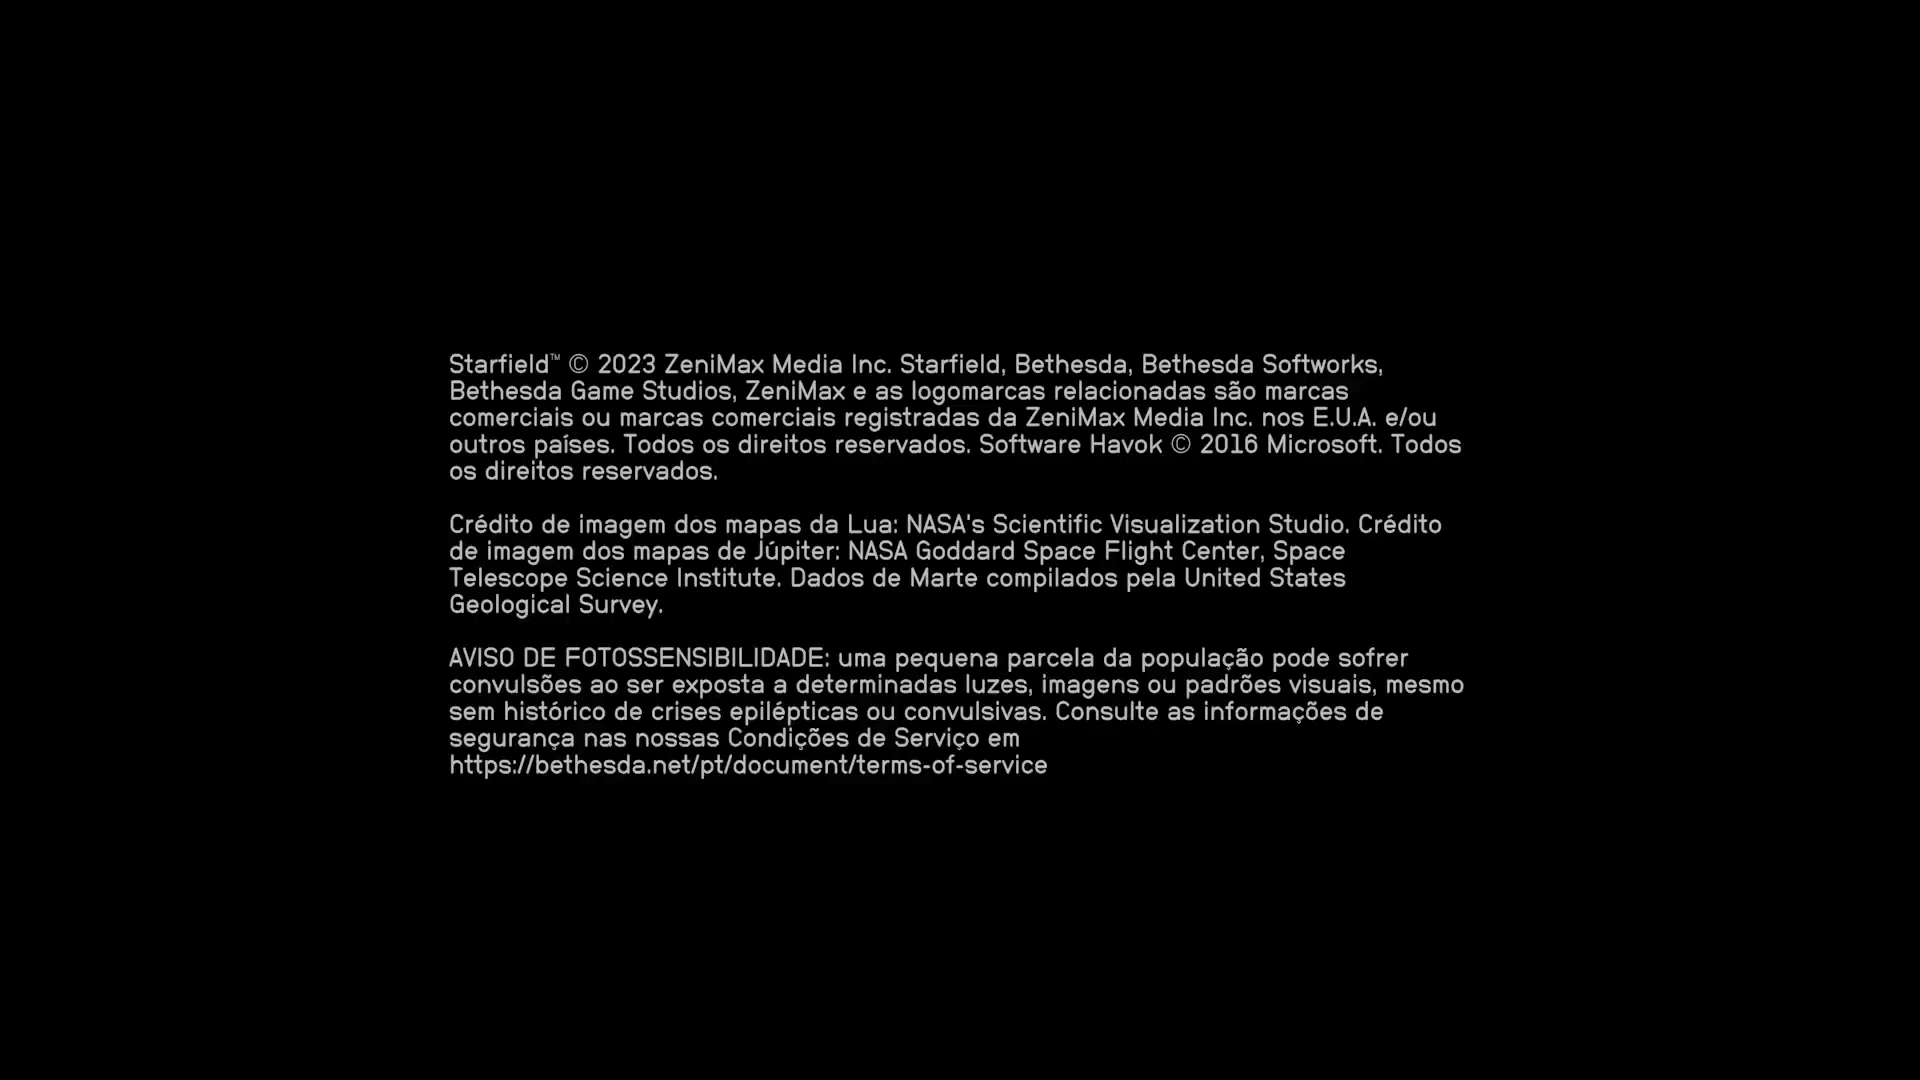 Starfield™ © 2023 ZeniMax Media Inc. Starfield, Bethesda, Bethesda Softworks,
Bethesda Game Studios, ZeniMax e as logomarcas relacionadas são marcas
comerciais ou marcas comerciais registradas da ZeniMax Media Inc. nos E.U.A. e/ou
outros países. Todos os direitos reservados. Software Havok © 2016 Microsoft. Todos
os direitos reservados.
Crédito de imagem dos mapas da Lua: NASA's Scientific Visualization Studio. Crédito
de imagem dos mapas de Júpiter: NASA Goddard Space Flight Center, Space
Telescope Science Institute. Dados de Marte compilados pela United States
Geological Survey.
AVISO DE FOTOSSENSIBILIDADE: uma pequena parcela da população pode sofrer
convulsões ao ser exposta a determinadas luzes, imagens ou padrões visuais, mesmo
sem histórico de crises epilépticas ou convulsivas. Consulte as informações de
segurança nas nossas Condições de Serviço em
https://bethesda.net/pt/document/terms-of-service